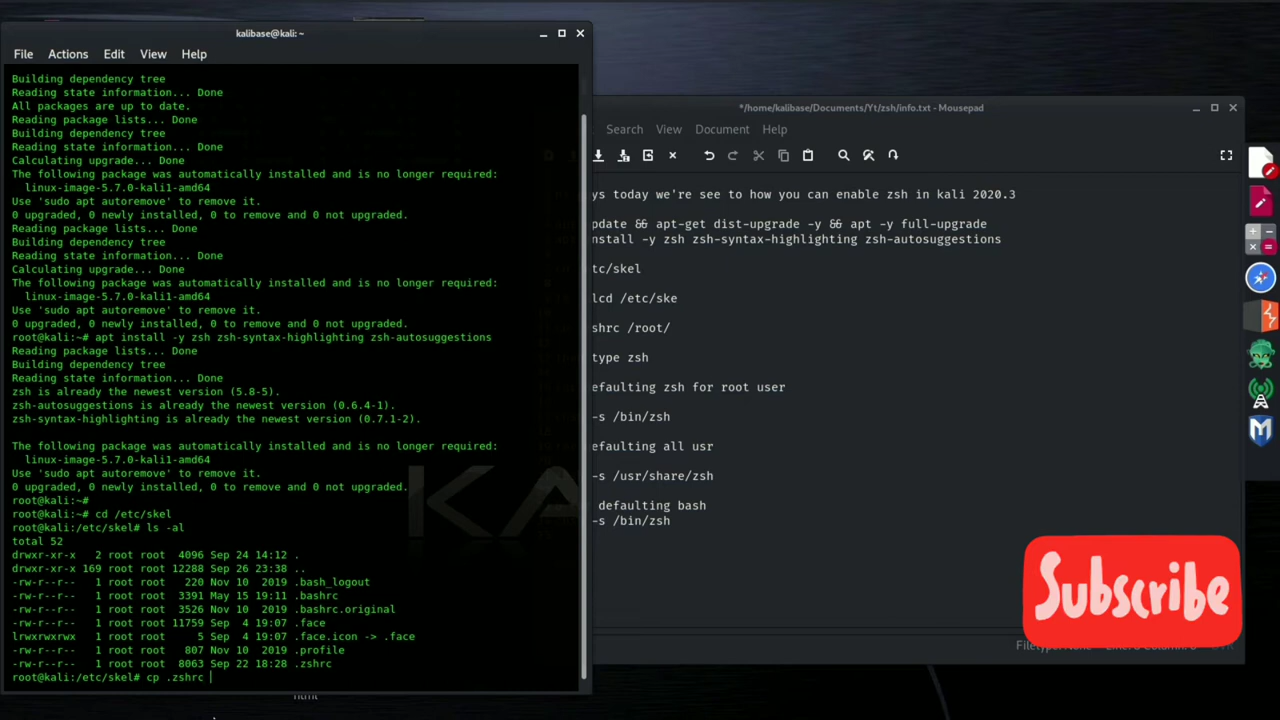 kalibase@kali: ~
File Actions Edit View Help
Building dependency tree
Reading state information... Done
All packages are up to date.
Reading package lists... Done
Building dependency tree
Reading state information... Done
Calculating upgrade... Done
The following package was automatically installed and is no longer required:
linux-image-5.7.0-kali1-amd64
Use 'sudo apt autoremove' to remove it.
0 upgraded, 0 newly installed, 0 to remove and 0 not upgraded.
Reading package lists... Done
Building dependency tree
Reading state information... Done
Calculating upgrade... Done
The following package was automatically installed and is no longer required:
linux-image-5.7.0-kali1-amd64
Use 'sudo apt autoremove' to remove it.
0 upgraded, 0 newly installed, 0 to remove and 0 not upgraded.
root@kali:~# apt install -y zsh zsh-syntax-highlighting zsh-autosuggestions
Reading package lists... Done
Building dependency tree
Reading state information... Done
zsh is already the newest version (5.8-5).
zsh-autosuggestions is already the newest version (0.6.4-1).
zsh-syntax-highlighting is already the newest version (0.7.1-2).
The following package was automatically installed and is no longer required:
linux-image-5.7.0-kali1-amd64
Use 'sudo apt autoremove' to remove it.
0 upgraded, 0 newly installed, 0 to remove and 0 not upgraded.
root@kali:~#
root@kali:~# cd /etc/skel
root@kali:/etc/skel# ls -al
total 52
drwxr-xr-x 2 root root 4096 Sep 24 14:12 .
drwxr-xr-x 169 root root 12288 Sep 26 23:38 ..
-rw-r--r-- 1 root root 220 Nov 10 2019 .bash_logout
-rw-r--r-- 1 root root 3391 May 15 19:11 .bashrc
-rw-r--r-- 1 root root 3526 Nov 10 2019 .bashrc.original
-rw-r--r-- 1 root root 11759 Sep 4 19:07 .face
lrwxrwxrwx 1 root root 5 Sep 4 19:07 .face.icon -> .face
-rw-r--r-- 1 root root 807 Nov 10 2019 .profile
-rw-r--r-- 1 root root 8063 Sep 22 18:28 .zshrc
root@kali:/etc/skel# cp .zshrc
KA
html
*/home/kalibase/Documents/Yt/zsh/info.txt - Mousepad
Search View Document Help
ys today we're see to how you can enable zsh in kali 2020.3
pdate && apt-get dist-upgrade -y && apt -y full-upgrade
nstall -y zsh zsh-syntax-highlighting zsh-autosuggestions
tc/skel
lcd /etc/ske
shrc /root/
type zsh
efaulting zsh for root user
-s /bin/zsh
efaulting all usr
-s /usr/share/zsh
defaulting bash
-s /bin/zsh
Subscribe